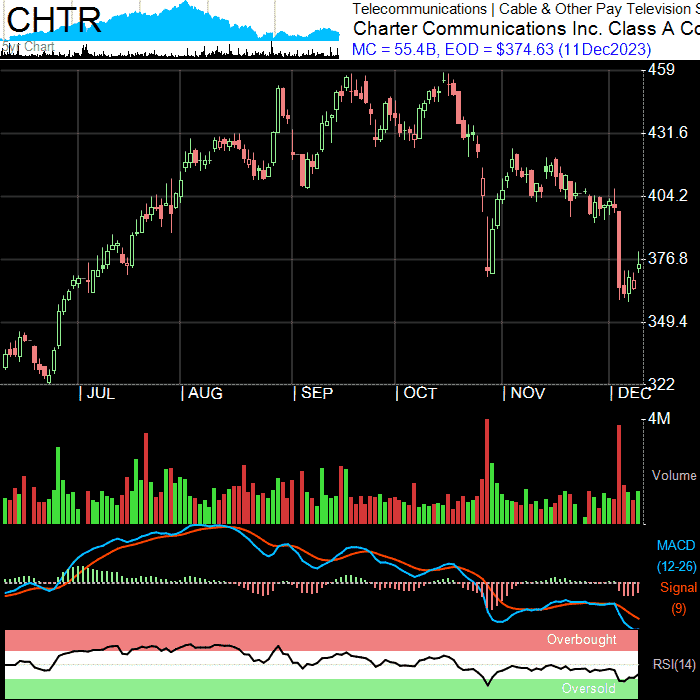 CHTR
5yr Chart
Telecommunications | Cable & Other Pay Television S
Charter Communications Inc. Class A Co
MC = 55.4B, EOD = $374.63 (11Dec2023)
459
431.6
404.2
376.8
349.4
322
| JUL | AUG | SEP | OCT | NOV | DEC
4M
Volume
MACD
(12-26)
Signal
(9)
Overbought
RSI(14)
Oversold